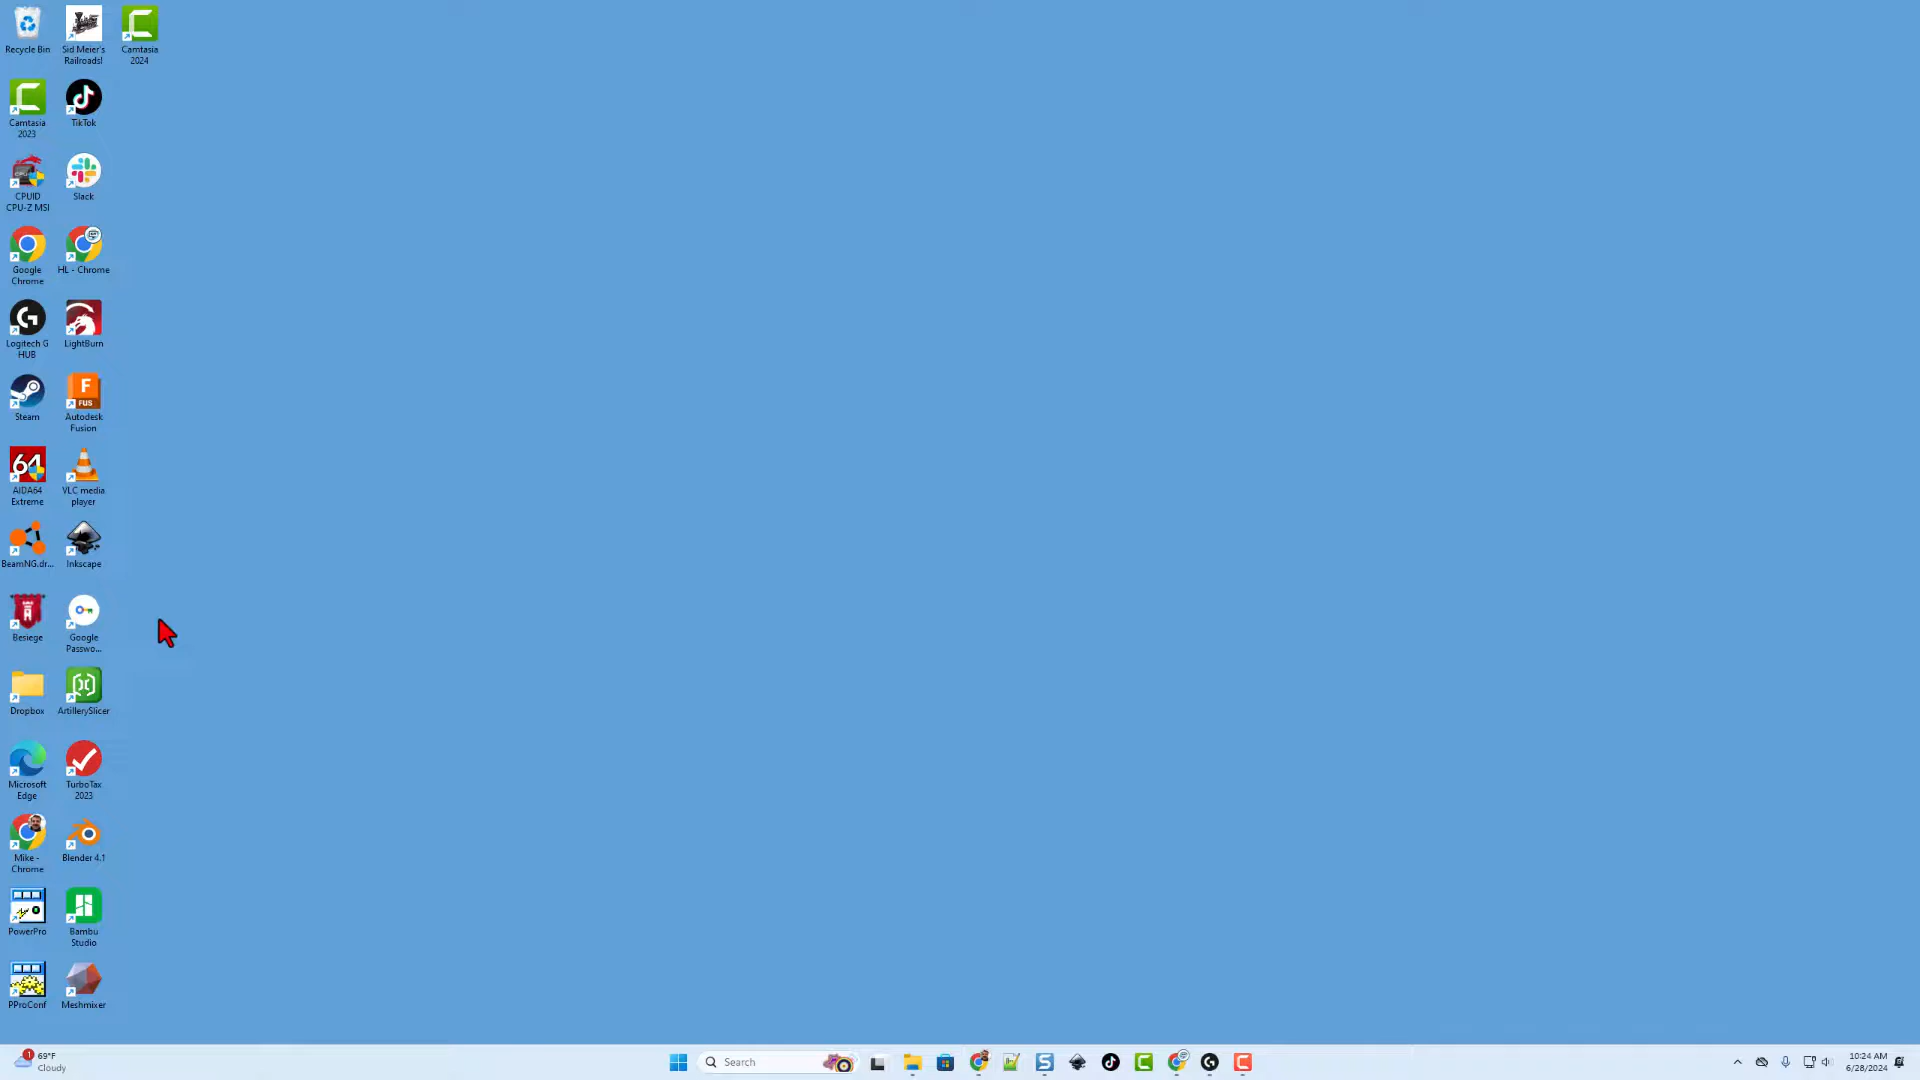 Recycle Bin
Sid Meier's
Railroads!
Camtasia
2024
Camtasia
2023
TikTok
CPUID
CPU-Z MSI
Slack
Google
Chrome
HL - Chrome
Logitech G
HUB
LightBurn
Steam
Autodesk
Fusion
F
FUS
64
AIDA64
Extreme
VLC media
player
BeamNG.dr...
Inkscape
Besiege
Google
Passwo...
Dropbox
ArtillerySlicer
Microsoft
Edge
TurboTax
2023
Mike -
Chrome
Blender 4.1
PowerPro
Bambu
Studio
PProConf
Meshmixer
1
69°F
Cloudy
Search
10:24 AM
6/28/2024